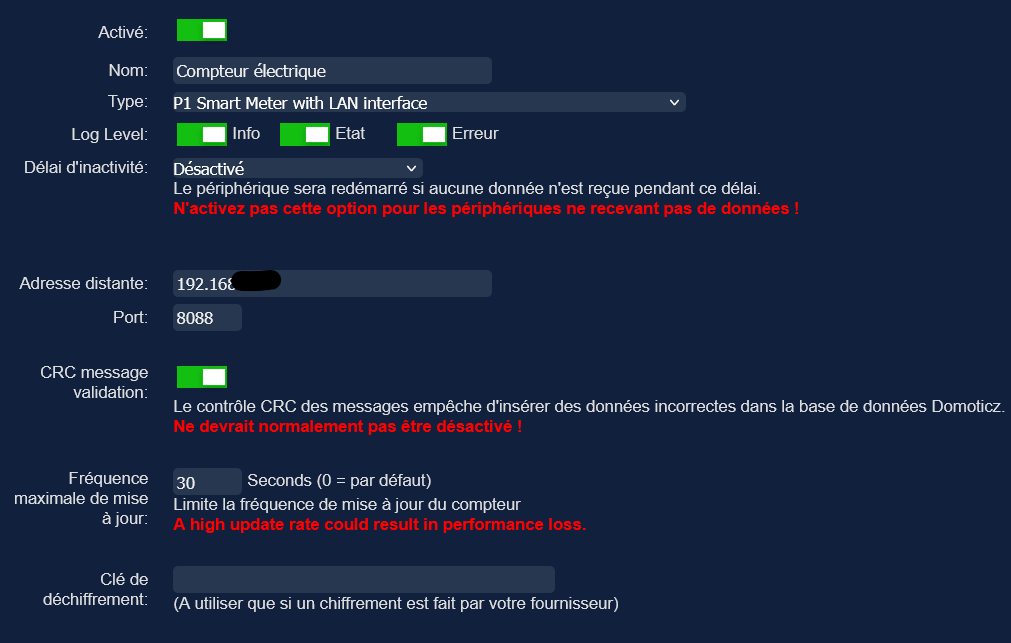 Activé:
Nom: Compteur électrique
Type: P1 Smart Meter with LAN interface
Log Level: Info Etat Erreur
Délai d'inactivité: Désactivé
Le périphérique sera redémarré si aucune donnée n'est reçue pendant ce délai.
N'activez pas cette option pour les périphériques ne recevant pas de données !
Adresse distante: 192.168
Port: 8088
CRC message
validation:
Le contrôle CRC des messages empêche d'insérer des données incorrectes dans la base de données Domoticz.
Ne devrait normalement pas être désactivé !
Fréquence
maximale de mise
à jour:
30 Seconds (0 = par défaut)
Limite la fréquence de mise à jour du compteur
A high update rate could result in performance loss.
Clé de
déchiffrement:
(A utiliser que si un chiffrement est fait par votre fournisseur)